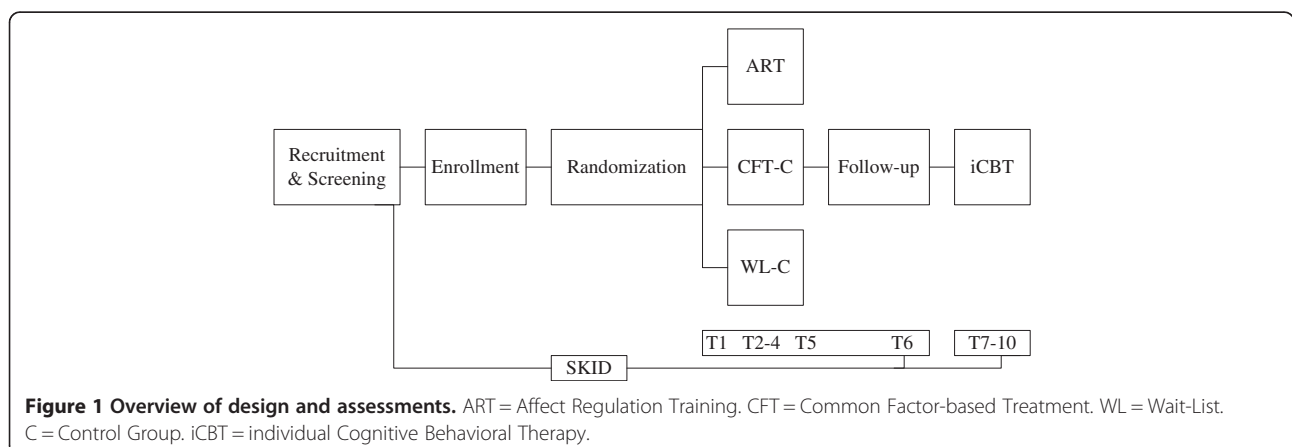 ART
Recruitment
& Screening
Enrollment
Randomization
CFT-C
Follow-up
iCBT
WL-C
T1 T2-4 T5 T6
T7-10
SKID
Figure 1 Overview of design and assessments. ART = Affect Regulation Training. CFT = Common Factor-based Treatment. WL = Wait-List.
C = Control Group. iCBT = individual Cognitive Behavioral Therapy.